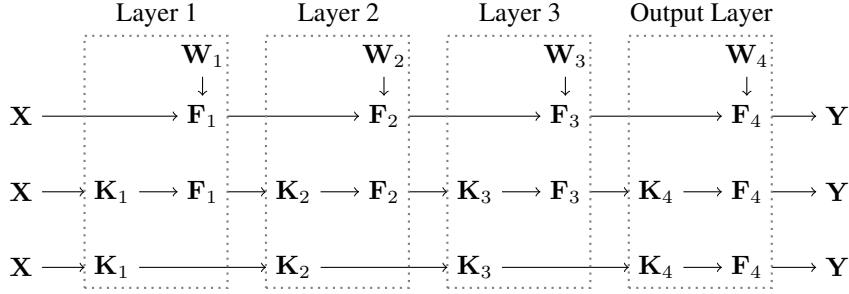 Layer 1 Layer 2 Layer 3 Output Layer
W₁ W₂ W₃ W₄
↓ ↓ ↓ ↓
X → F₁ → F₂ → F₃ → F₄ → Y
X → K₁ → F₁ → K₂ → F₂ → K₃ → F₃ → K₄ → F₄ → Y
X → K₁ → K₂ → K₃ → K₄ → F₄ → Y